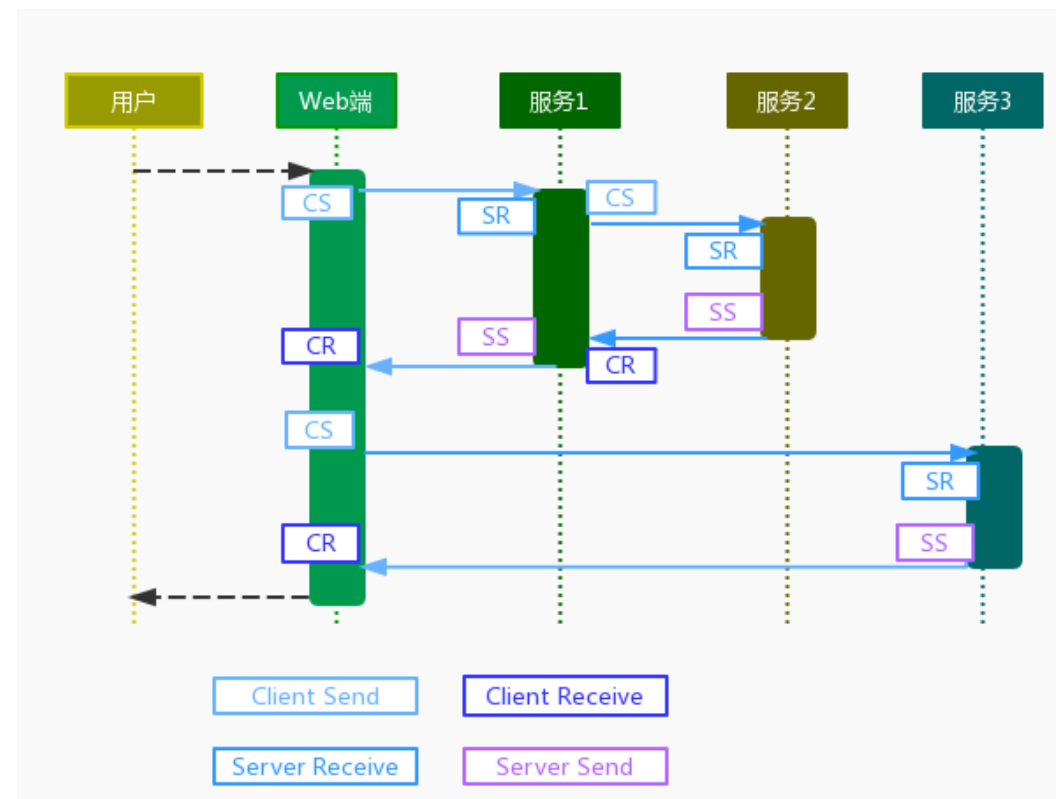 用户
Web端
服务1
服务2
服务3
CS
SR
CS
SR
SS
SS
CR
CR
CS
SR
CR
SS
Client Send
Client Receive
Server Receive
Server Send